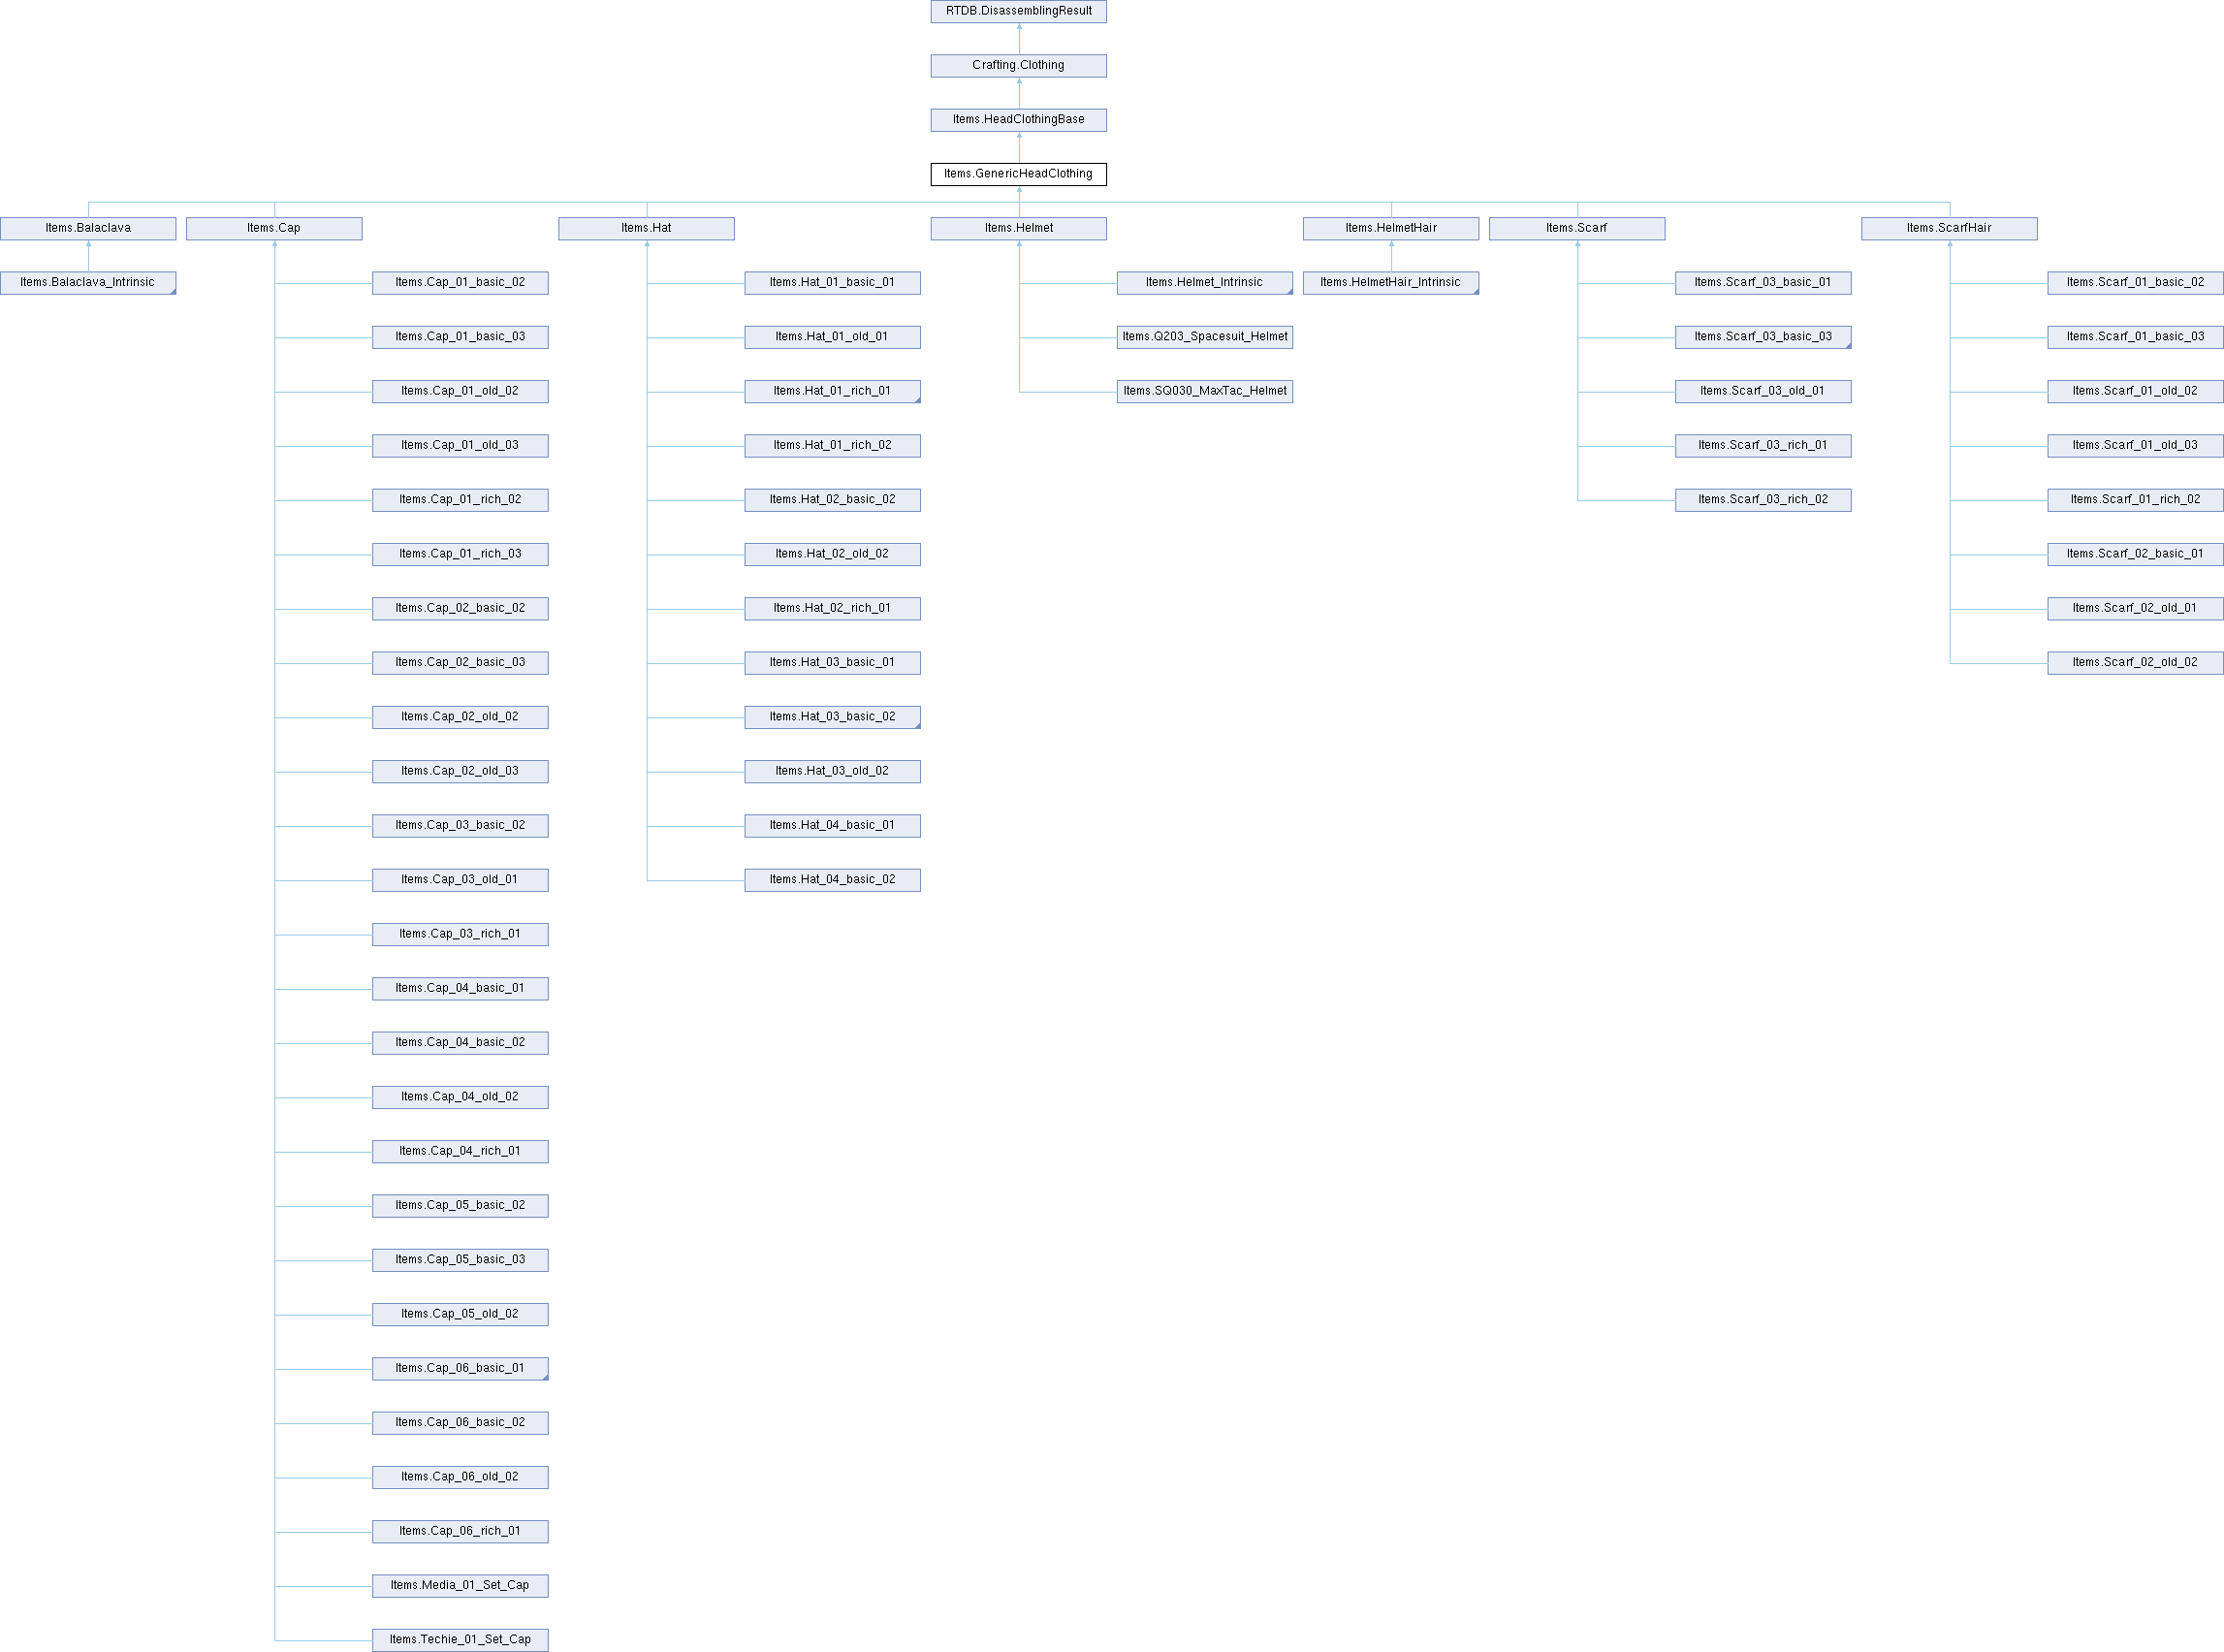 RTDB.DisassemblingResult
Crafting.Clothing
Items.HeadClothingBase
Items.GenericHeadClothing
Items.Balaclava
Items.Cap
Items.Hat
Items.Helmet
Items.HelmetHair
Items.Scarf
Items.ScarfHair
Items.Balaclava_Intrinsic
Items.Cap_01_basic_02
Items.Cap_01_basic_03
Items.Cap_01_old_02
Items.Cap_01_old_03
Items.Cap_01_rich_02
Items.Cap_01_rich_03
Items.Cap_02_basic_02
Items.Cap_02_basic_03
Items.Cap_02_old_02
Items.Cap_02_old_03
Items.Cap_03_basic_02
Items.Cap_03_old_01
Items.Cap_03_rich_01
Items.Cap_04_basic_01
Items.Cap_04_basic_02
Items.Cap_04_old_02
Items.Cap_04_rich_01
Items.Cap_05_basic_02
Items.Cap_05_basic_03
Items.Cap_05_old_02
Items.Cap_06_basic_01
Items.Cap_06_basic_02
Items.Cap_06_old_02
Items.Cap_06_rich_01
Items.Media_01_Set_Cap
Items.Techie_01_Set_Cap
Items.Hat_01_basic_01
Items.Hat_01_old_01
Items.Hat_01_rich_01
Items.Hat_01_rich_02
Items.Hat_02_basic_02
Items.Hat_02_old_02
Items.Hat_02_rich_01
Items.Hat_03_basic_01
Items.Hat_03_basic_02
Items.Hat_03_old_02
Items.Hat_04_basic_01
Items.Hat_04_basic_02
Items.Helmet_Intrinsic
Items.Q203_Spacesuit_Helmet
Items.SQ030_MaxTac_Helmet
Items.HelmetHair_Intrinsic
Items.Scarf_03_basic_01
Items.Scarf_03_basic_03
Items.Scarf_03_old_01
Items.Scarf_03_rich_01
Items.Scarf_03_rich_02
Items.Scarf_01_basic_02
Items.Scarf_01_basic_03
Items.Scarf_01_old_02
Items.Scarf_01_old_03
Items.Scarf_01_rich_02
Items.Scarf_02_basic_01
Items.Scarf_02_old_01
Items.Scarf_02_old_02